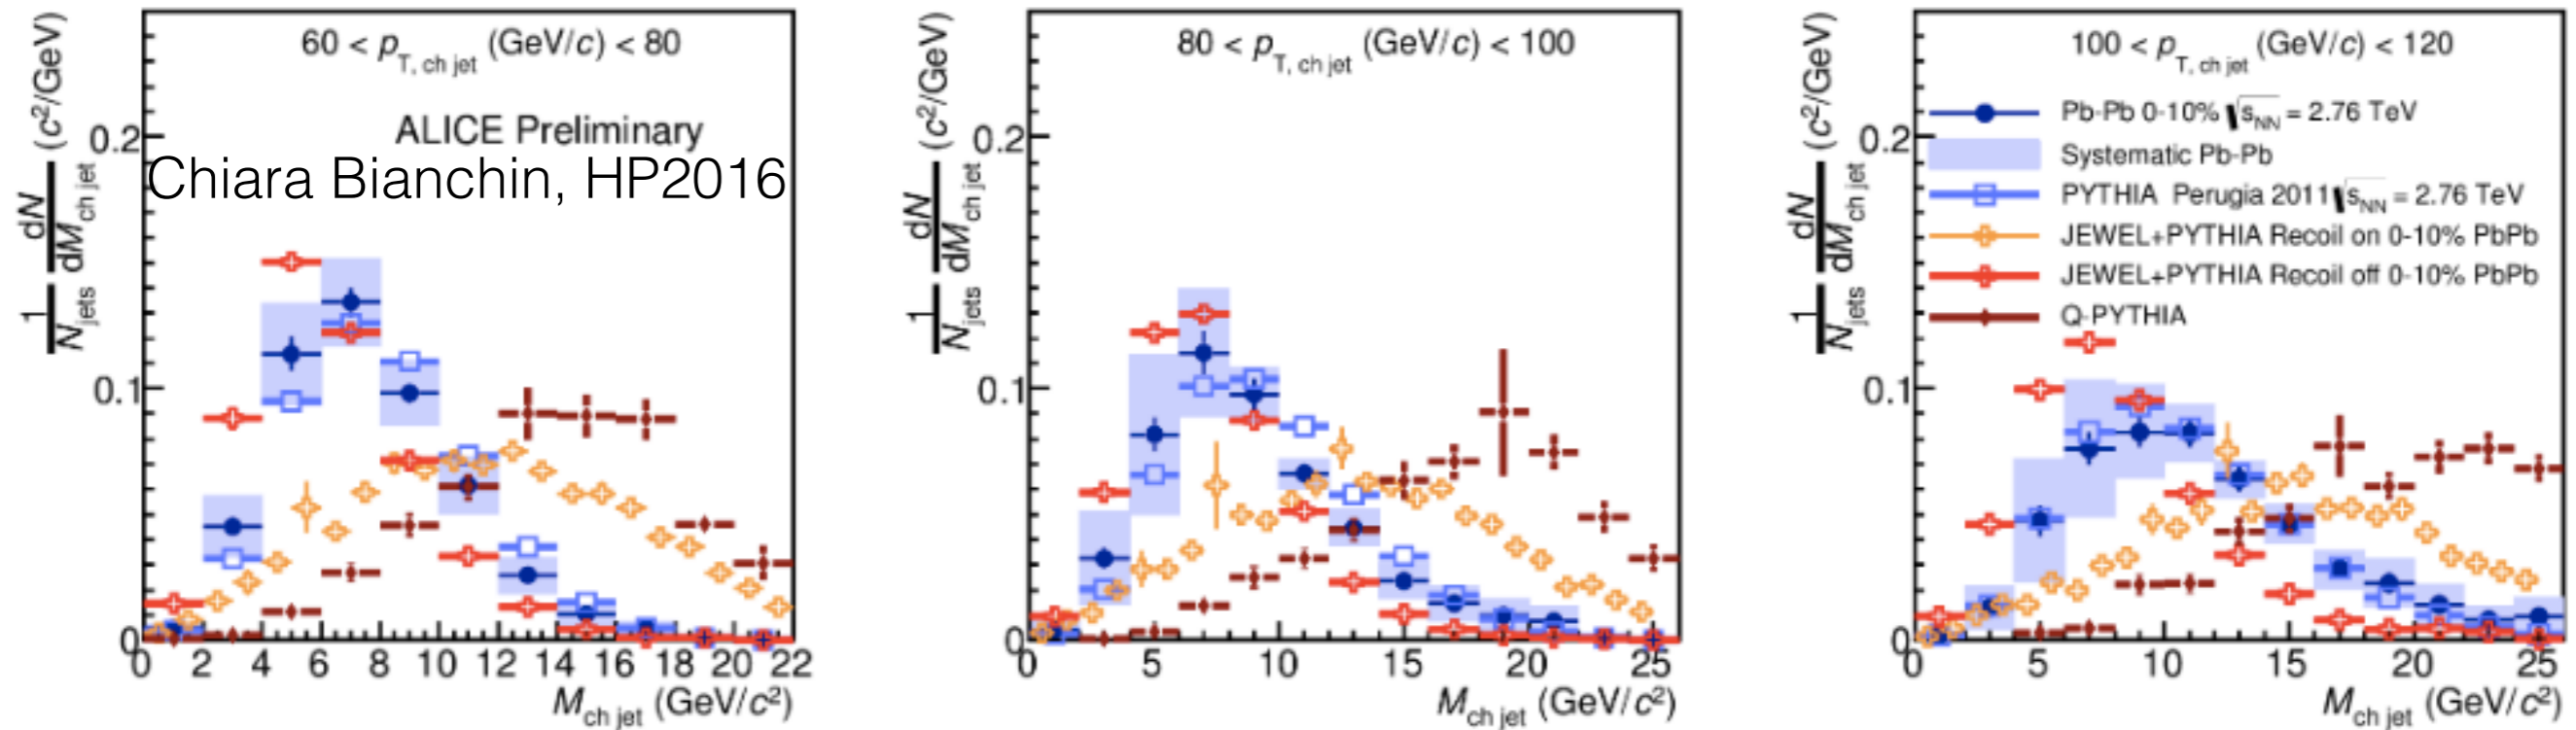 60 < p_T, ch jet (GeV/c) < 80
ALICE Preliminary
Chiara Bianchin, HP2016
1/N_jets dN/dM_ch jet (c²/GeV)
0.2
0.1
0
0 2 4 6 8 10 12 14 16 18 20 22
M_ch jet (GeV/c²)
80 < p_T, ch jet (GeV/c) < 100
1/N_jets dN/dM_ch jet (c²/GeV)
0.2
0.1
0
0 5 10 15 20 25
M_ch jet (GeV/c²)
100 < p_T, ch jet (GeV/c) < 120
Pb-Pb 0-10% √s_NN = 2.76 TeV
Systematic Pb-Pb
PYTHIA Perugia 2011 √s_NN = 2.76 TeV
JEWEL+PYTHIA Recoil on 0-10% PbPb
JEWEL+PYTHIA Recoil off 0-10% PbPb
Q-PYTHIA
1/N_jets dN/dM_ch jet (c²/GeV)
0.2
0.1
0
0 5 10 15 20 25
M_ch jet (GeV/c²)